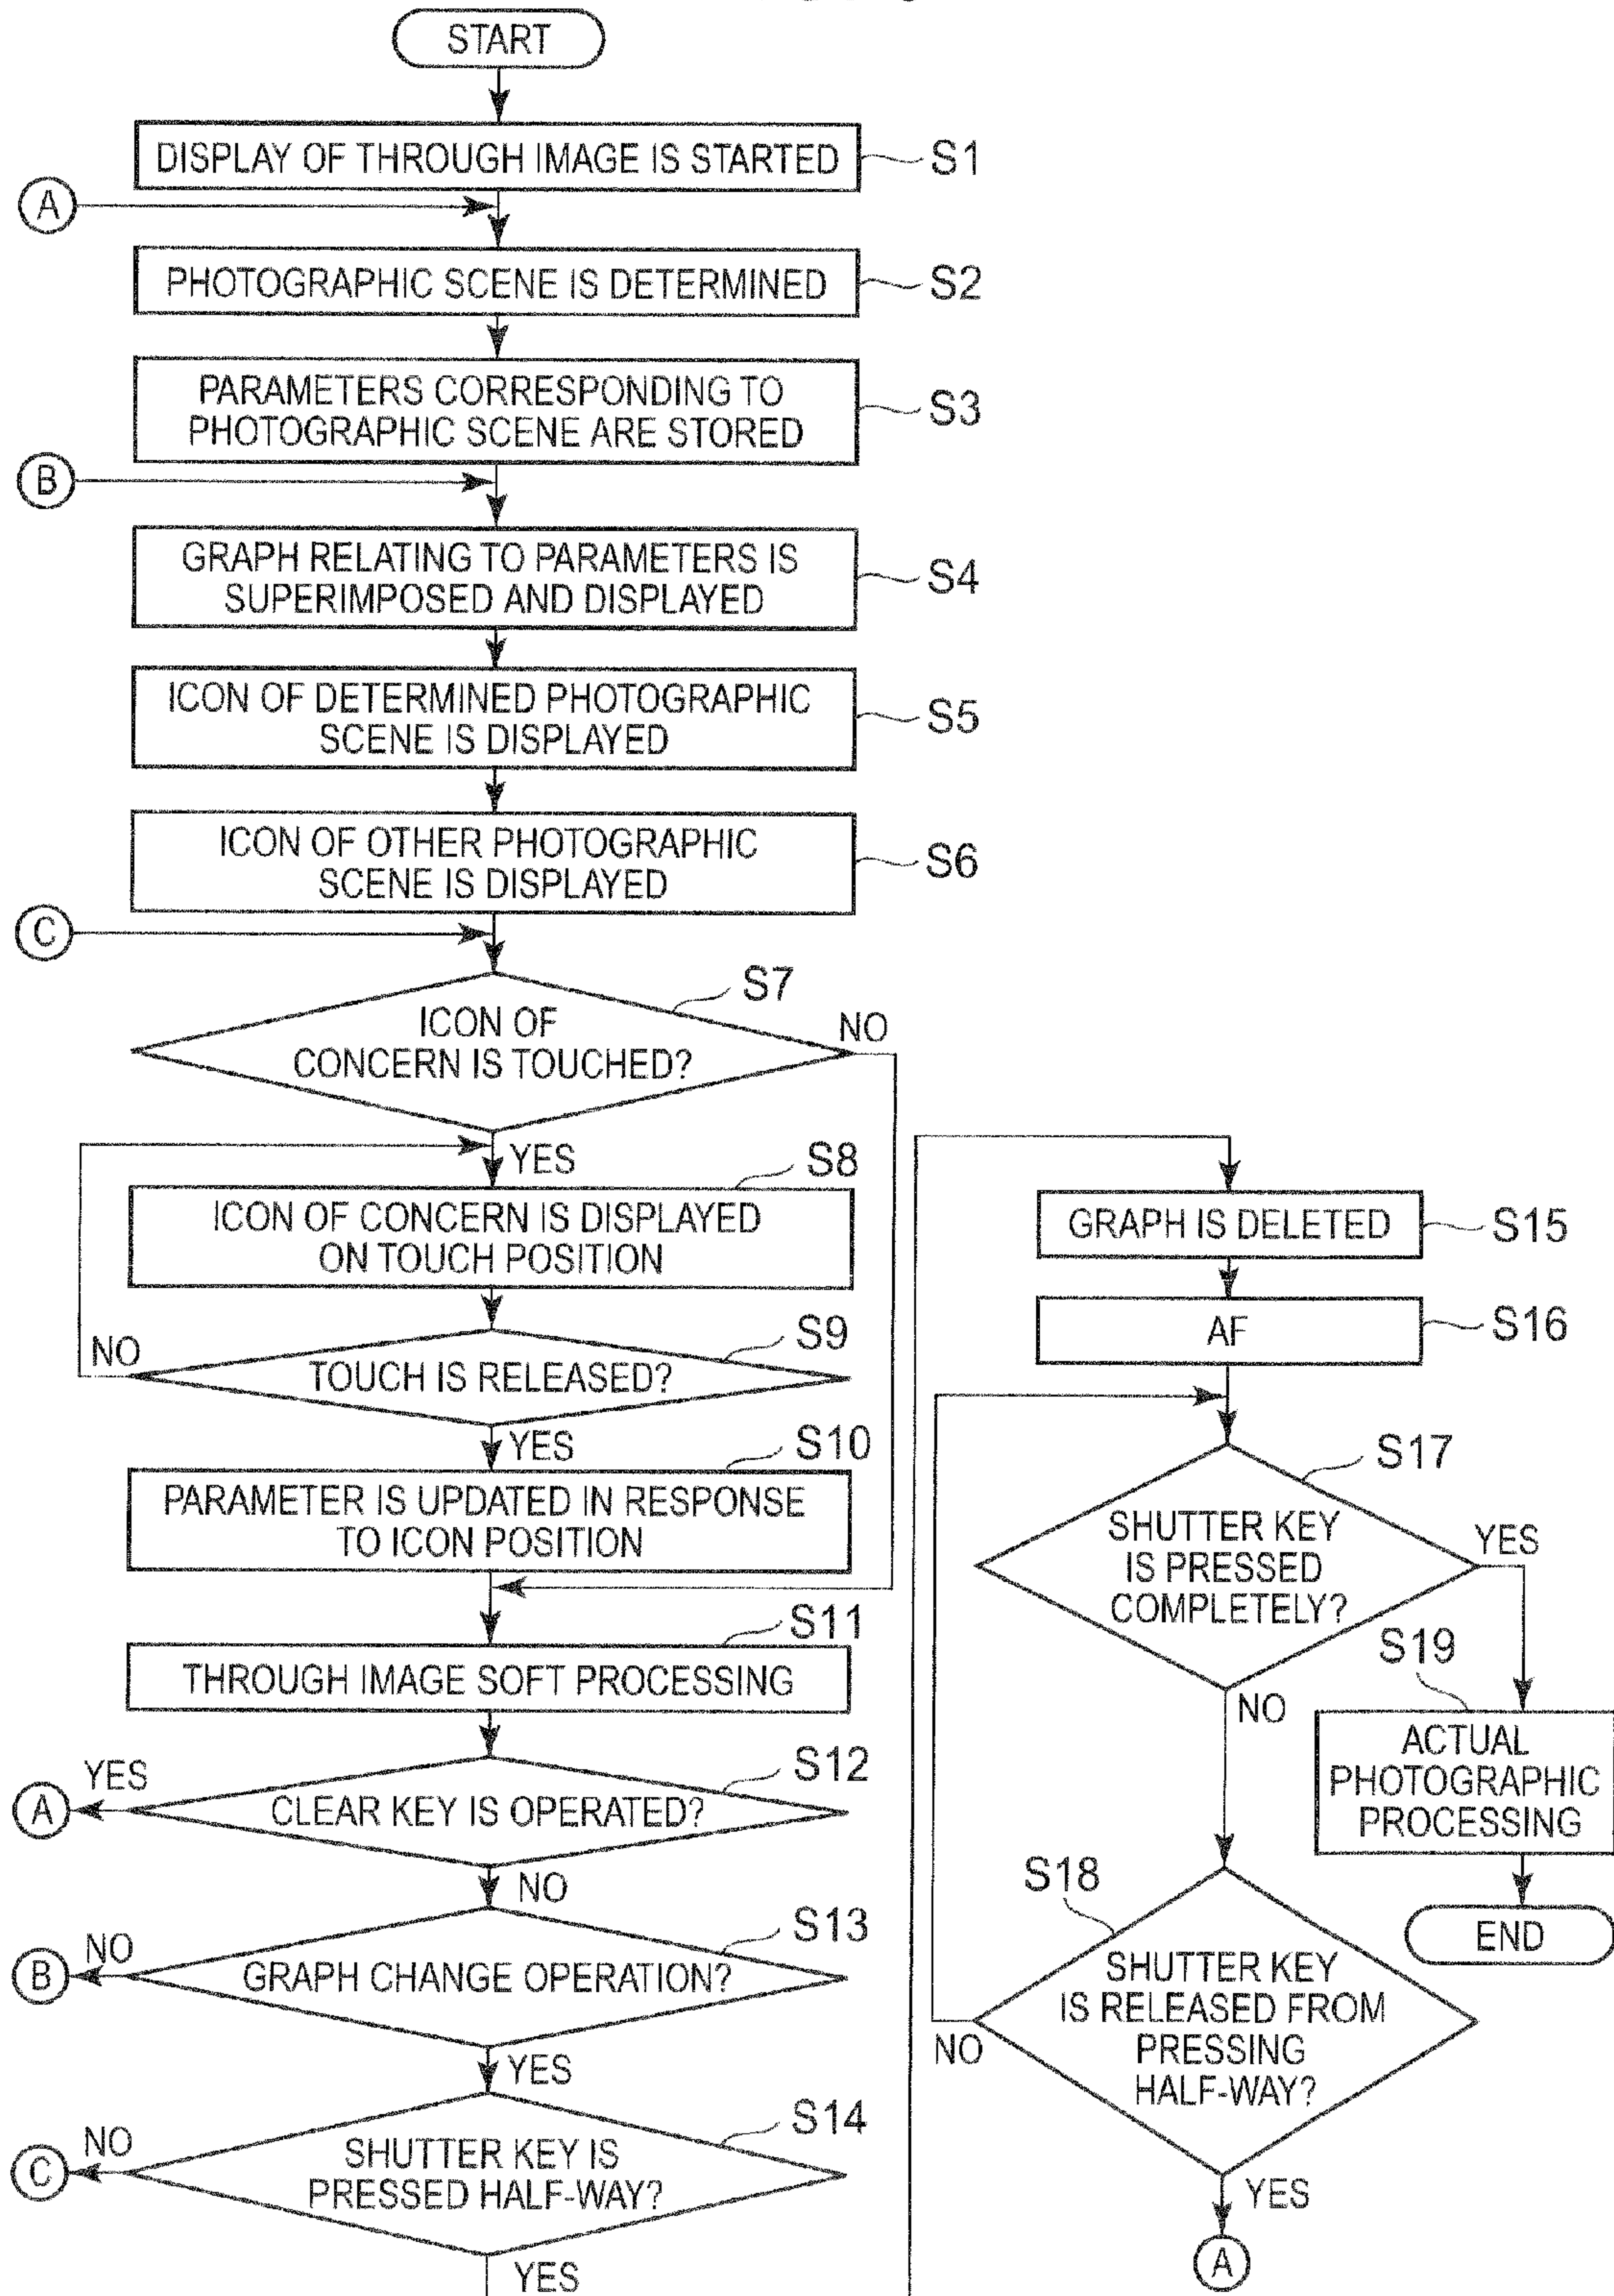 START
DISPLAY OF THROUGH IMAGE IS STARTED
S1
A
PHOTOGRAPHIC SCENE IS DETERMINED
S2
PARAMETERS CORRESPONDING TO
PHOTOGRAPHIC SCENE ARE STORED
S3
B
GRAPH RELATING TO PARAMETERS IS
SUPERIMPOSED AND DISPLAYED
S4
ICON OF DETERMINED PHOTOGRAPHIC
SCENE IS DISPLAYED
S5
ICON OF OTHER PHOTOGRAPHIC
SCENE IS DISPLAYED
S6
C
S7
ICON OF
CONCERN IS TOUCHED?
NO
YES
S8
ICON OF CONCERN IS DISPLAYED
ON TOUCH POSITION
S9
NO
TOUCH IS RELEASED?
YES
S10
PARAMETER IS UPDATED IN RESPONSE
TO ICON POSITION
S11
THROUGH IMAGE SOFT PROCESSING
S12
YES
A
CLEAR KEY IS OPERATED?
NO
S13
NO
B
GRAPH CHANGE OPERATION?
YES
S14
NO
C
SHUTTER KEY IS
PRESSED HALF-WAY?
YES
GRAPH IS DELETED
S15
AF
S16
S17
SHUTTER KEY
IS PRESSED
COMPLETELY?
YES
NO
S19
ACTUAL
PHOTOGRAPHIC
PROCESSING
END
S18
SHUTTER KEY
IS RELEASED FROM
PRESSING
HALF-WAY?
NO
YES
A